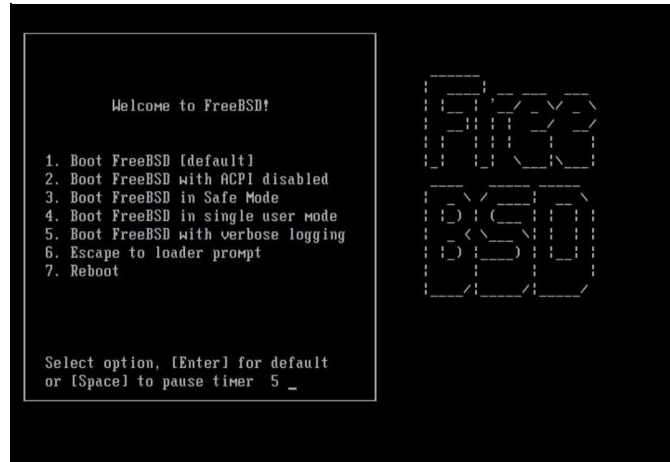 Welcome to FreeBSD!
1. Boot FreeBSD [default]
2. Boot FreeBSD with ACPI disabled
3. Boot FreeBSD in Safe Mode
4. Boot FreeBSD in single user mode
5. Boot FreeBSD with verbose logging
6. Escape to loader prompt
7. Reboot
Select option, [Enter] for default
or [Space] to pause timer 5 _
Free
BSD